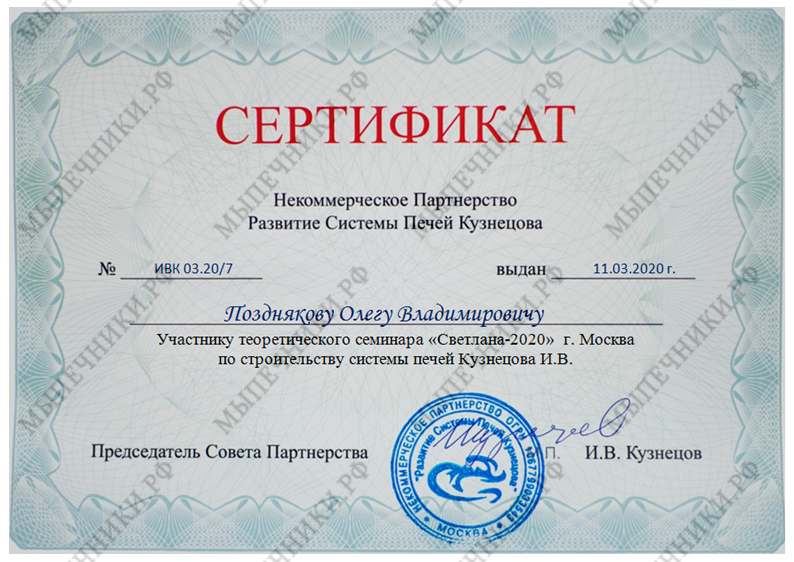 СЕРТИФИКАТ
Некоммерческое Партнерство
Развитие Системы Печей Кузнецова
№ ИВК 03.20/7 выдан 11.03.2020 г.
Позднякову Олегу Владимировичу
Участнику теоретического семинара «Светлана-2020» г. Москва
по строительству системы печей Кузнецова И.В.
Председатель Совета Партнерства М.П. И.В. Кузнецов
НЕКОММЕРЧЕСКОЕ ПАРТНЕРСТВО ОГРН
"Развитие Системы Печей Кузнецова"
МОСКВА
МЫПЕЧНИКИ.РФ